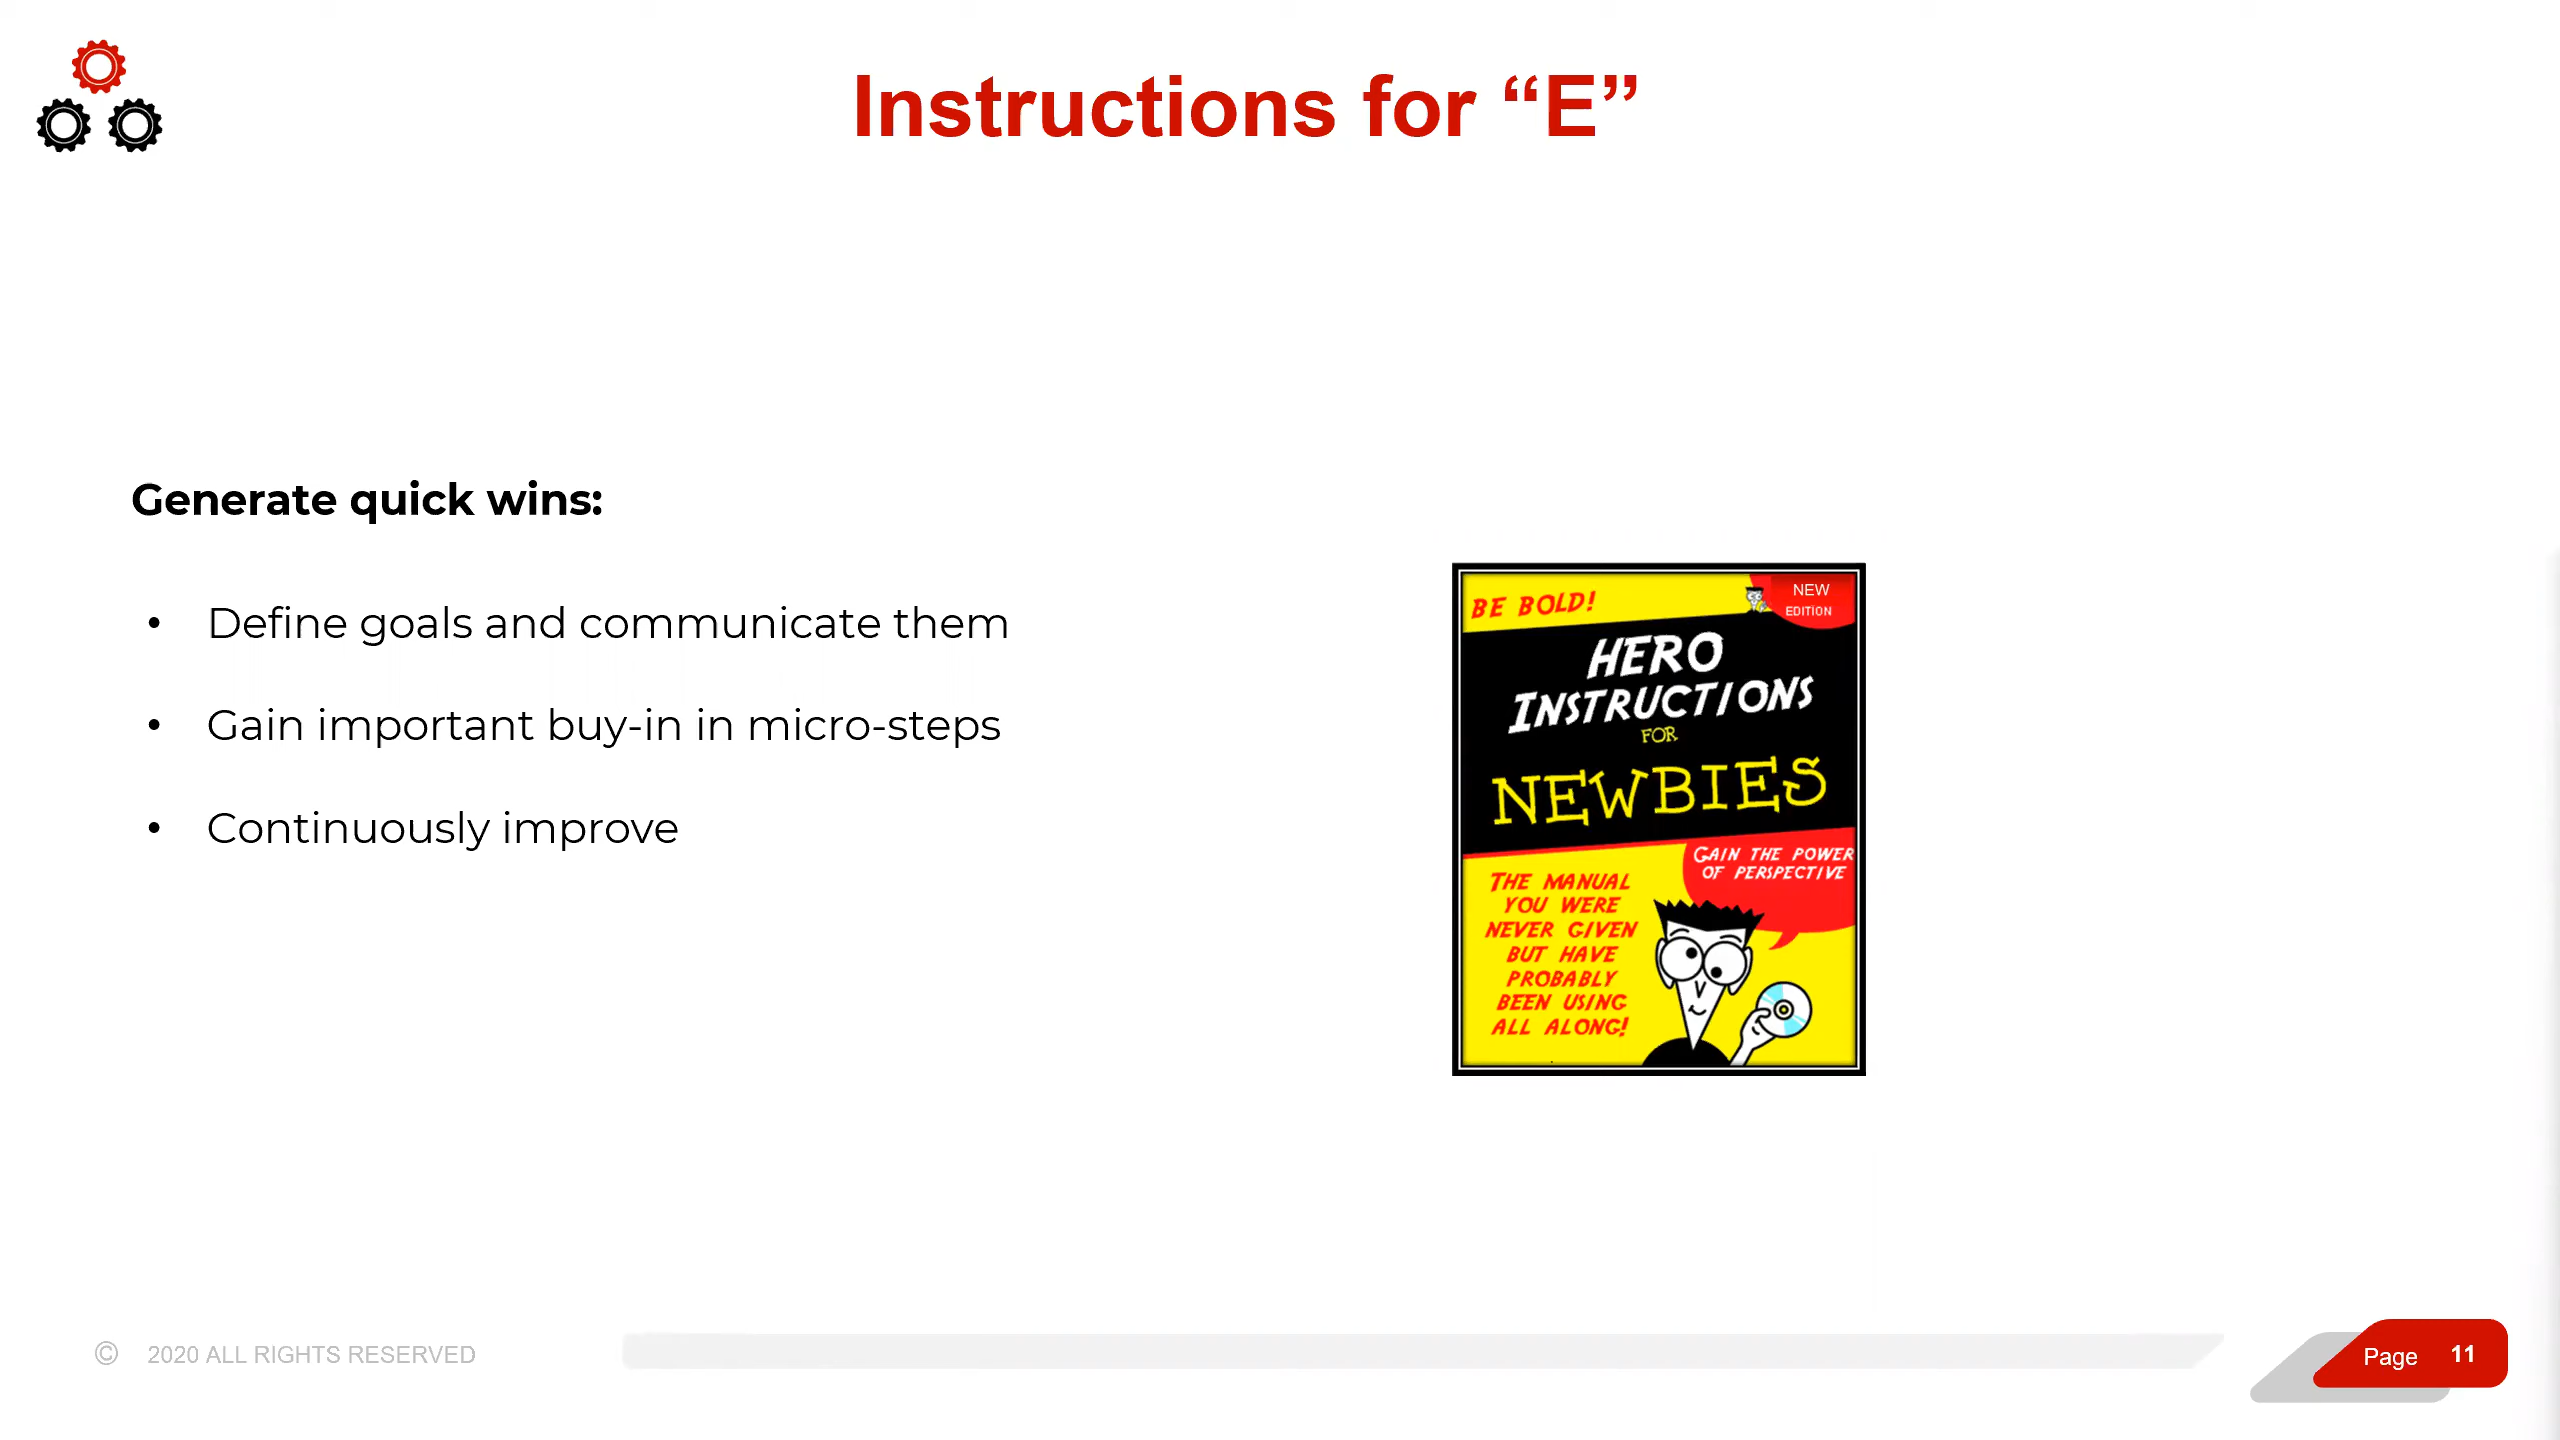 Instructions for “E”
Generate quick wins:
• Define goals and communicate them
• Gain important buy-in in micro-steps
• Continuously improve
BE BOLD!
NEW
EDITION
HERO
INSTRUCTIONS
FOR
NEWBIES
GAIN THE POWER
OF PERSPECTIVE
THE MANUAL
YOU WERE
NEVER GIVEN
BUT HAVE
PROBABLY
BEEN USING
ALL ALONG!
© 2020 ALL RIGHTS RESERVED
Page 11